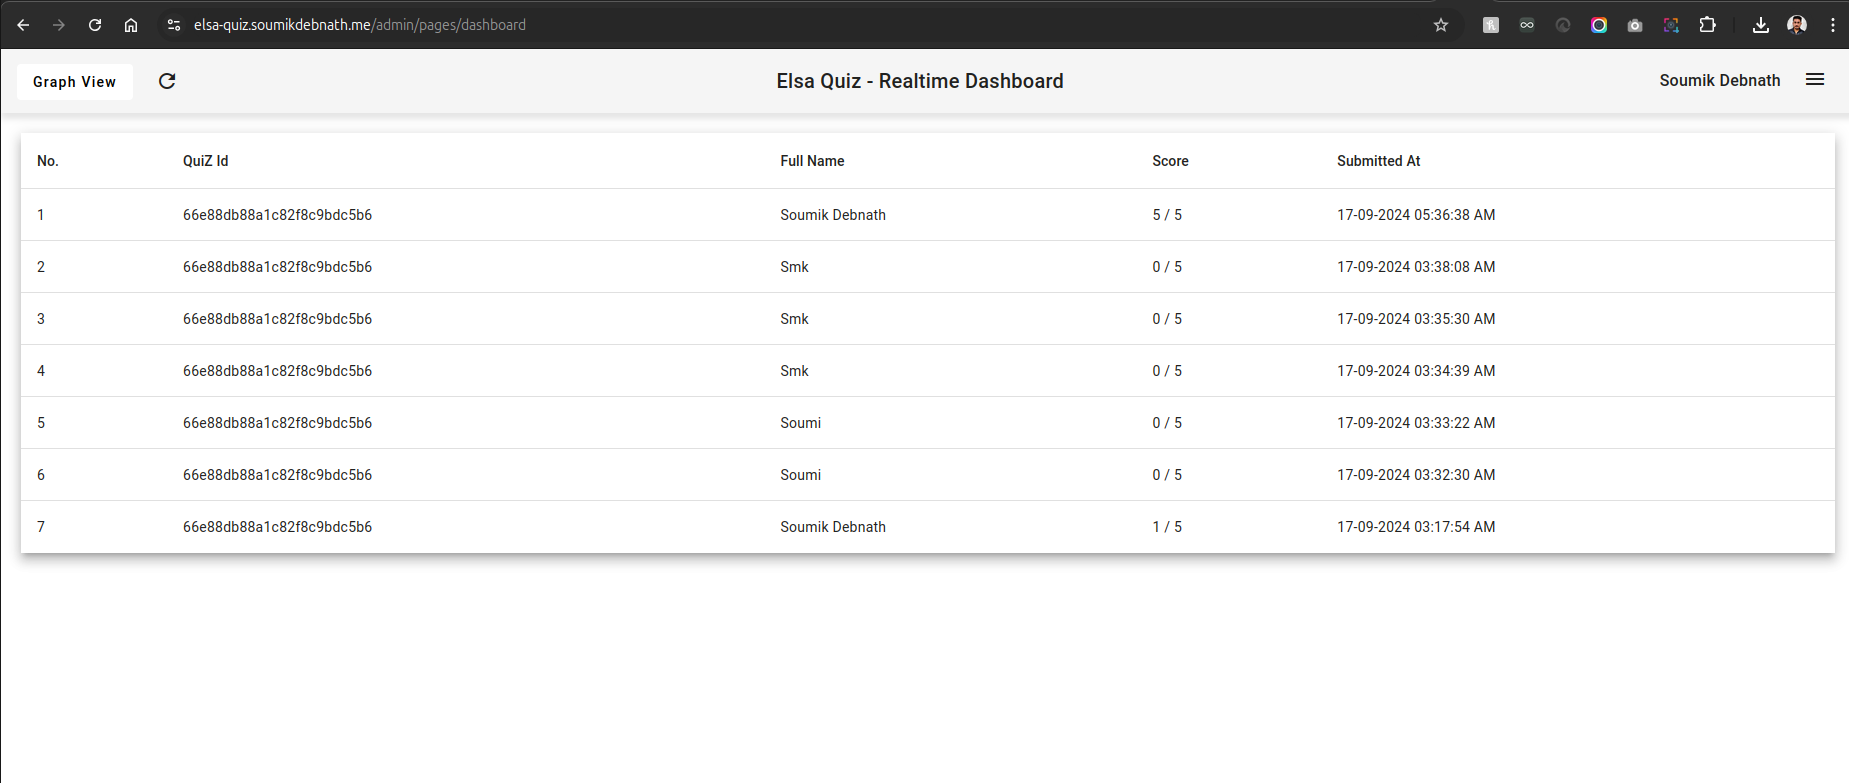 elsa-quiz.soumikdebnath.me/admin/pages/dashboard
Graph View Elsa Quiz - Realtime Dashboard Soumik Debnath
No. QuiZ Id Full Name Score Submitted At
1 66e88db88a1c82f8c9bdc5b6 Soumik Debnath 5 / 5 17-09-2024 05:36:38 AM
2 66e88db88a1c82f8c9bdc5b6 Smk 0 / 5 17-09-2024 03:38:08 AM
3 66e88db88a1c82f8c9bdc5b6 Smk 0 / 5 17-09-2024 03:35:30 AM
4 66e88db88a1c82f8c9bdc5b6 Smk 0 / 5 17-09-2024 03:34:39 AM
5 66e88db88a1c82f8c9bdc5b6 Soumi 0 / 5 17-09-2024 03:33:22 AM
6 66e88db88a1c82f8c9bdc5b6 Soumi 0 / 5 17-09-2024 03:32:30 AM
7 66e88db88a1c82f8c9bdc5b6 Soumik Debnath 1 / 5 17-09-2024 03:17:54 AM